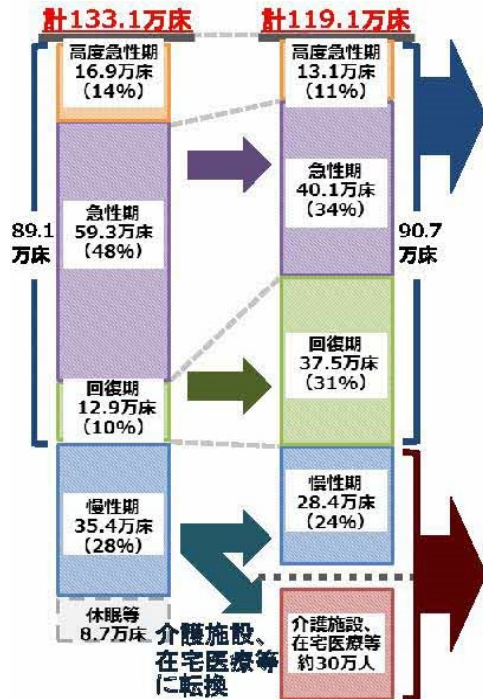 計133.1万床
計119.1万床
高度急性期
16.9万床
(14%)
高度急性期
13.1万床
(11%)
急性期
59.3万床
(48%)
急性期
40.1万床
(34%)
89.1
万床
90.7
万床
回復期
12.9万床
(10%)
回復期
37.5万床
(31%)
慢性期
35.4万床
(28%)
慢性期
28.4万床
(24%)
休眠等
8.7万床
介護施設、
在宅医療等
に転換
介護施設、
在宅医療等
約30万人